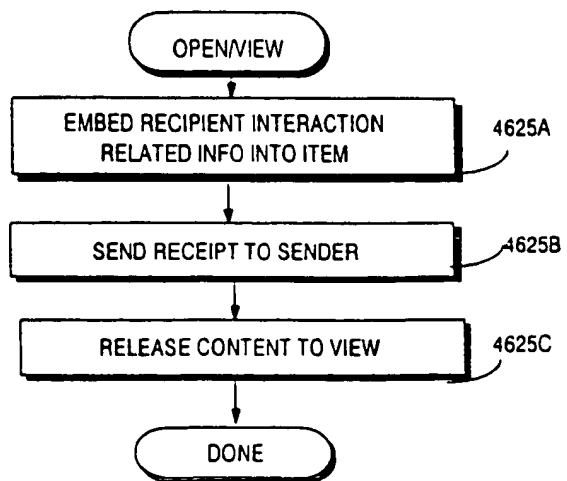 OPEN/VIEW
EMBED RECIPIENT INTERACTION
RELATED INFO INTO ITEM
4625A
SEND RECEIPT TO SENDER
4625B
RELEASE CONTENT TO VIEW
4625C
DONE